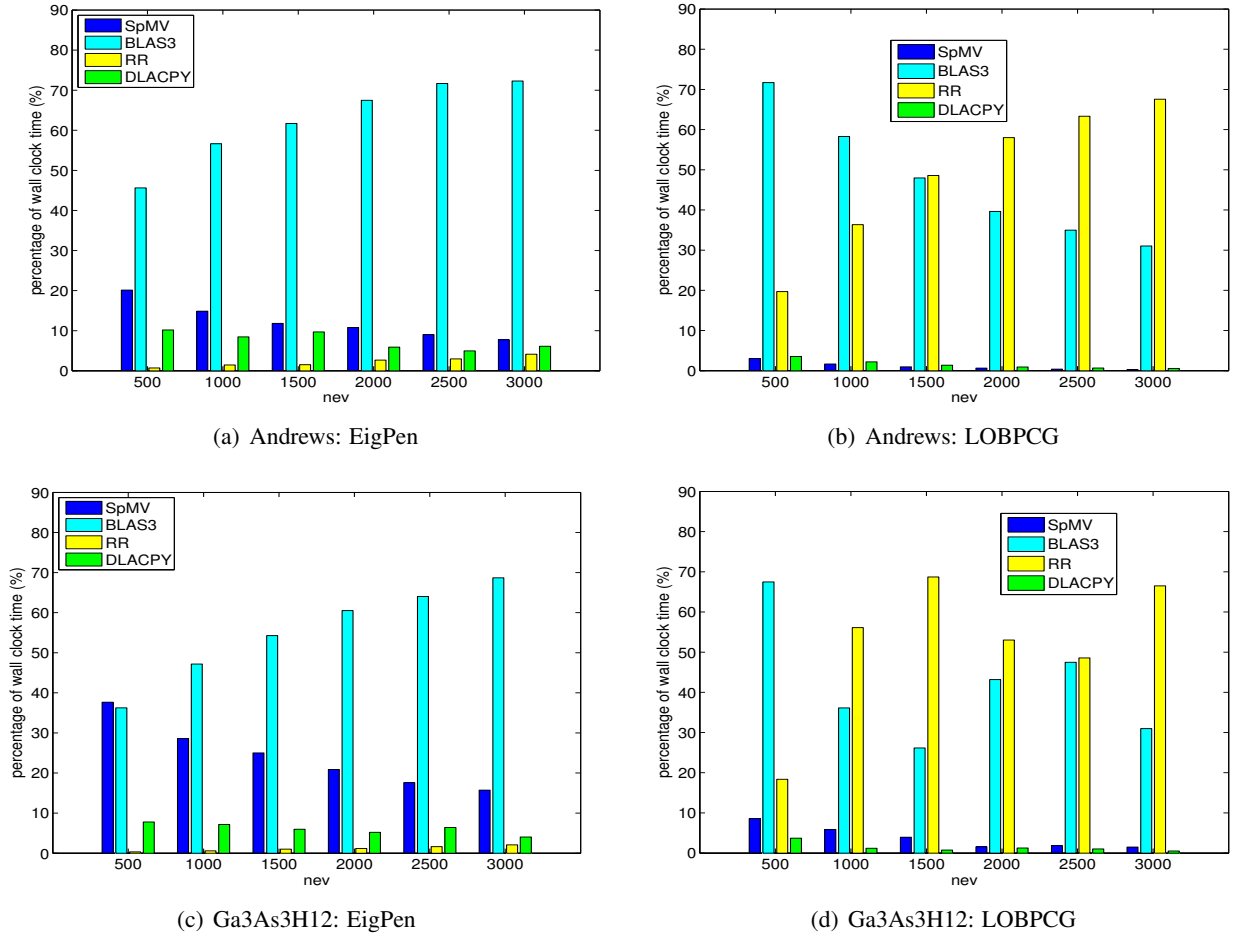 90
80
70
60
50
40
30
20
10
0
percentage of wall clock time (%)
SpMV
BLAS3
RR
DLACPY
500 1000 1500 2000 2500 3000
nev
(a) Andrews: EigPen
90
80
70
60
50
40
30
20
10
0
percentage of wall clock time (%)
SpMV
BLAS3
RR
DLACPY
500 1000 1500 2000 2500 3000
nev
(b) Andrews: LOBPCG
90
80
70
60
50
40
30
20
10
0
percentage of wall clock time (%)
SpMV
BLAS3
RR
DLACPY
500 1000 1500 2000 2500 3000
nev
(c) Ga3As3H12: EigPen
90
80
70
60
50
40
30
20
10
0
percentage of wall clock time (%)
SpMV
BLAS3
RR
DLACPY
500 1000 1500 2000 2500 3000
nev
(d) Ga3As3H12: LOBPCG